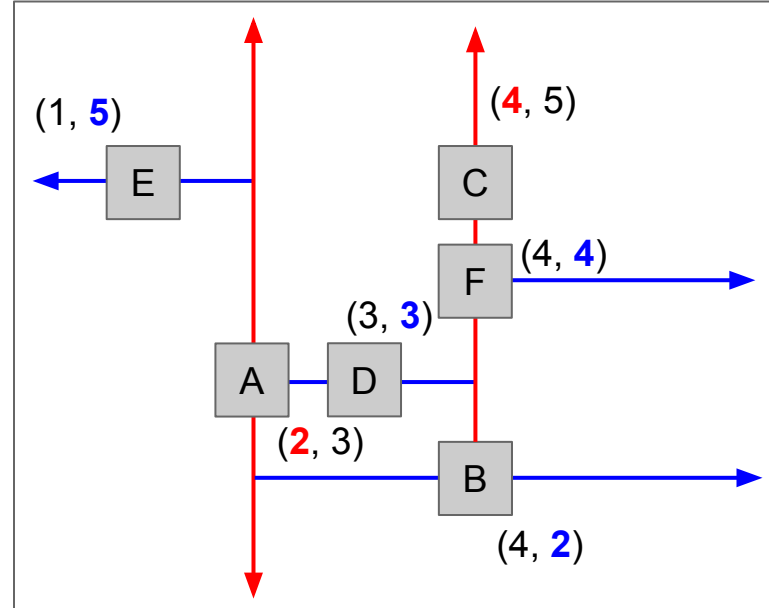 (4, 5)
(1, 5)
E
C
(4, 4)
F
(3, 3)
A
D
(2, 3)
B
(4, 2)